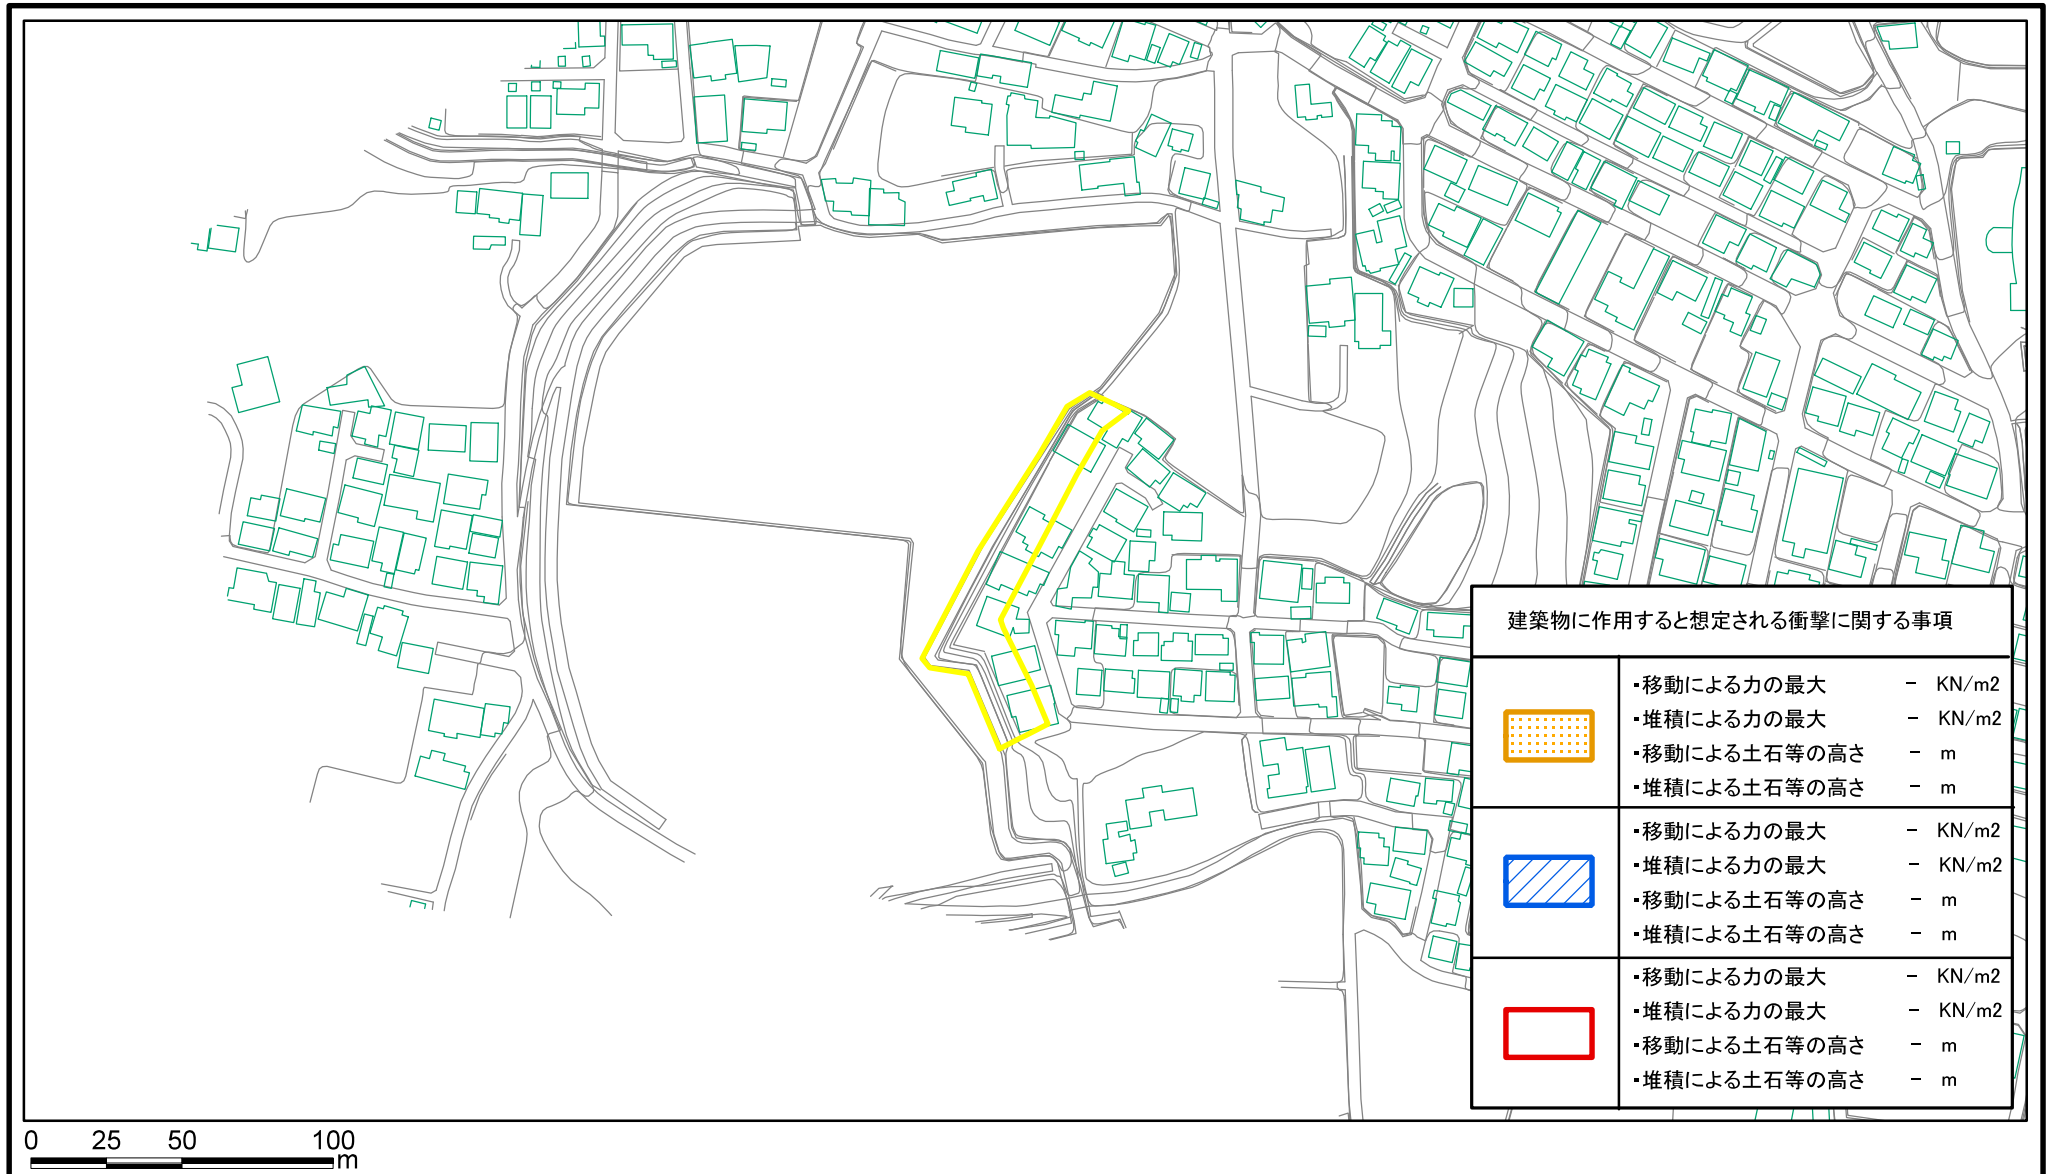 建築物に作用すると想定される衝撃に関する事項
・移動による力の最大 － KN/m2
・堆積による力の最大 － KN/m2
・移動による土石等の高さ － m
・堆積による土石等の高さ － m
・移動による力の最大 － KN/m2
・堆積による力の最大 － KN/m2
・移動による土石等の高さ － m
・堆積による土石等の高さ － m
・移動による力の最大 － KN/m2
・堆積による力の最大 － KN/m2
・移動による土石等の高さ － m
・堆積による土石等の高さ － m
0 25 50 100
m